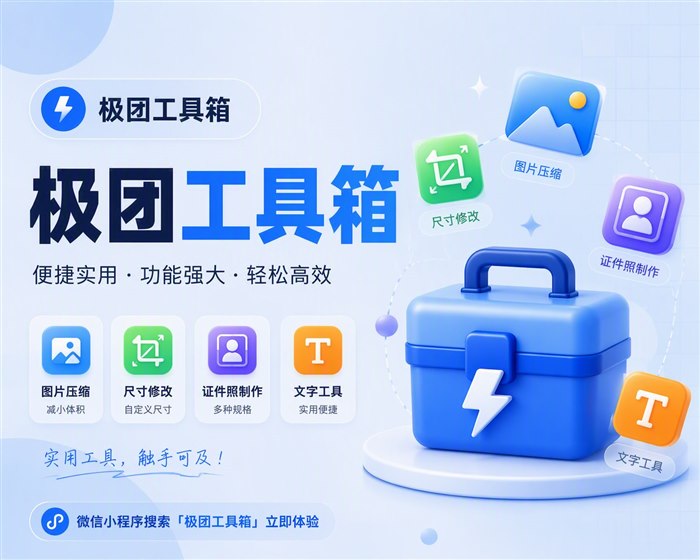 极团工具箱
极团工具箱
便捷实用·功能强大·轻松高效
图片压缩
减小体积
尺寸修改
自定义尺寸
证件照制作
多种规格
文字工具
实用便捷
实用工具，触手可及！
微信小程序搜索「极团工具箱」立即体验
图片压缩
尺寸修改
证件照制作
T
文字工具
T